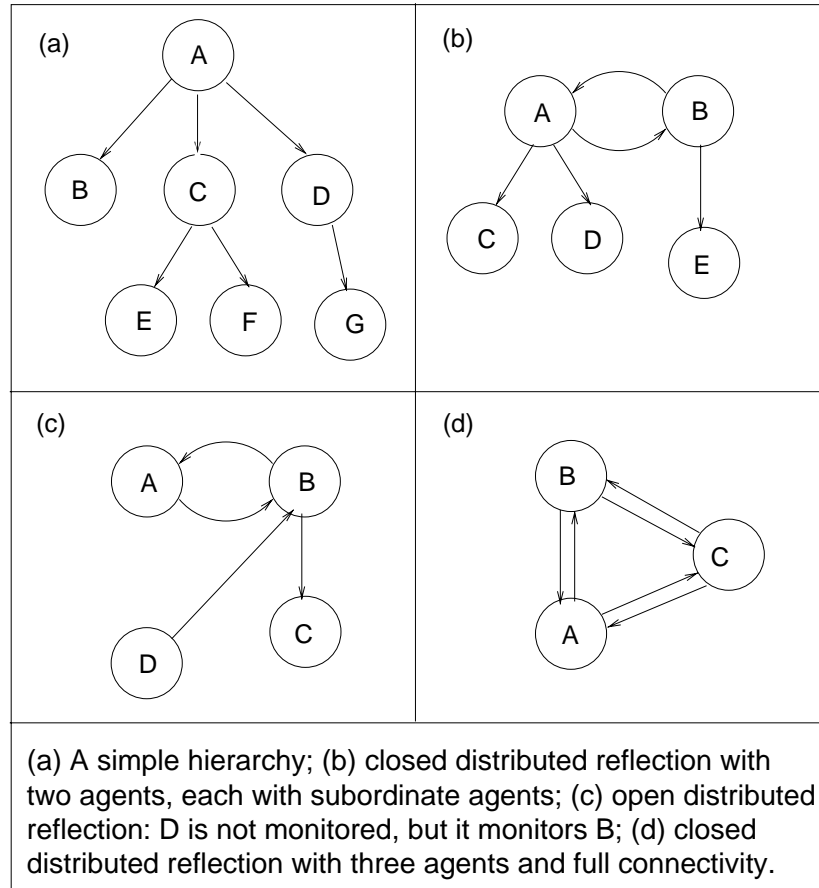 (a)
A
B
C
D
E
F
G
(b)
A
B
C
D
E
(c)
A
B
C
D
(d)
B
C
A
(a) A simple hierarchy; (b) closed distributed reflection with
two agents, each with subordinate agents; (c) open distributed
reflection: D is not monitored, but it monitors B; (d) closed
distributed reflection with three agents and full connectivity.